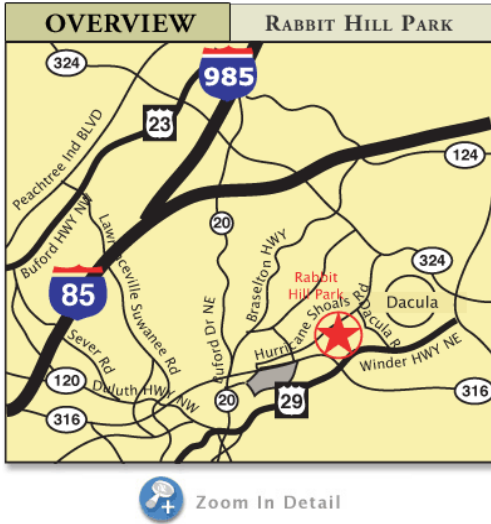 OVERVIEW
RABBIT HILL PARK
324
985
23
Peachtree Ind BLVD
124
Buford HWY NW
20
Lawrenceville Suwanee Rd
Braselton HWY
324
Rabbit
Hill Park
85
Hurricane Shoals Rd
Dacula R
Dacula
Buford Dr NE
Sever Rd
Winder HWY NE
120
Duluth HWY NW
316
20
29
316
Zoom In Detail